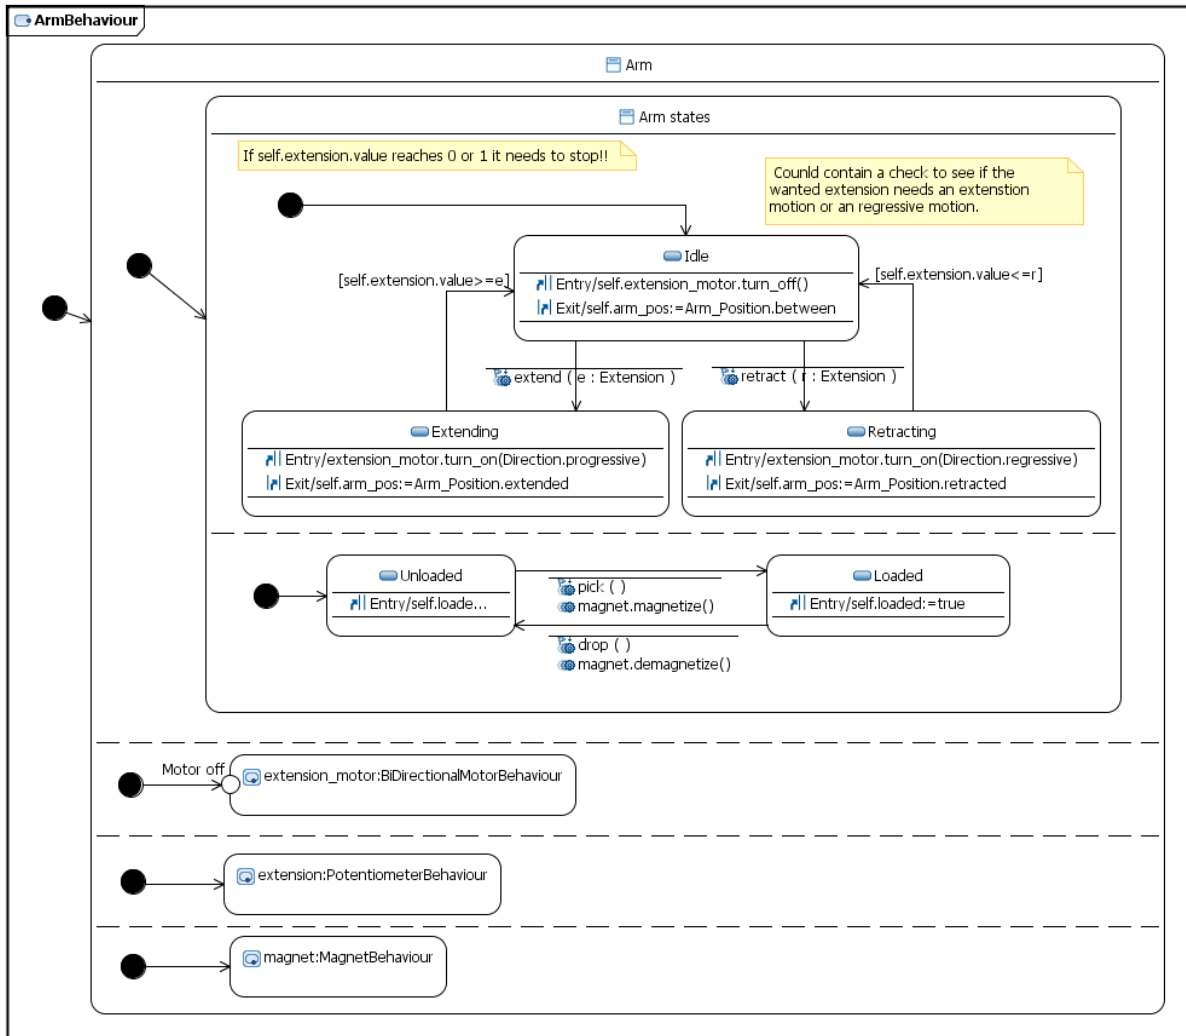 ArmBehaviour
Arm
Arm states
If self.extension.value reaches 0 or 1 it needs to stop!!
Counld contain a check to see if the
wanted extension needs an extenstion
motion or an regressive motion.
Idle
[self.extension.value>=e]
[self.extension.value<=r]
Entry/self.extension_motor.turn_off()
Exit/self.arm_pos:=Arm_Position.between
extend ( e : Extension )
retract ( r : Extension )
Extending
Entry/extension_motor.turn_on(Direction.progressive)
Exit/self.arm_pos:=Arm_Position.extended
Retracting
Entry/extension_motor.turn_on(Direction.regressive)
Exit/self.arm_pos:=Arm_Position.retracted
Unloaded
Entry/self.loade...
pick ( )
magnet.magnetize()
Loaded
Entry/self.loaded:=true
drop ( )
magnet.demagnetize()
Motor off
extension_motor:BiDirectionalMotorBehaviour
extension:PotentiometerBehaviour
magnet:MagnetBehaviour